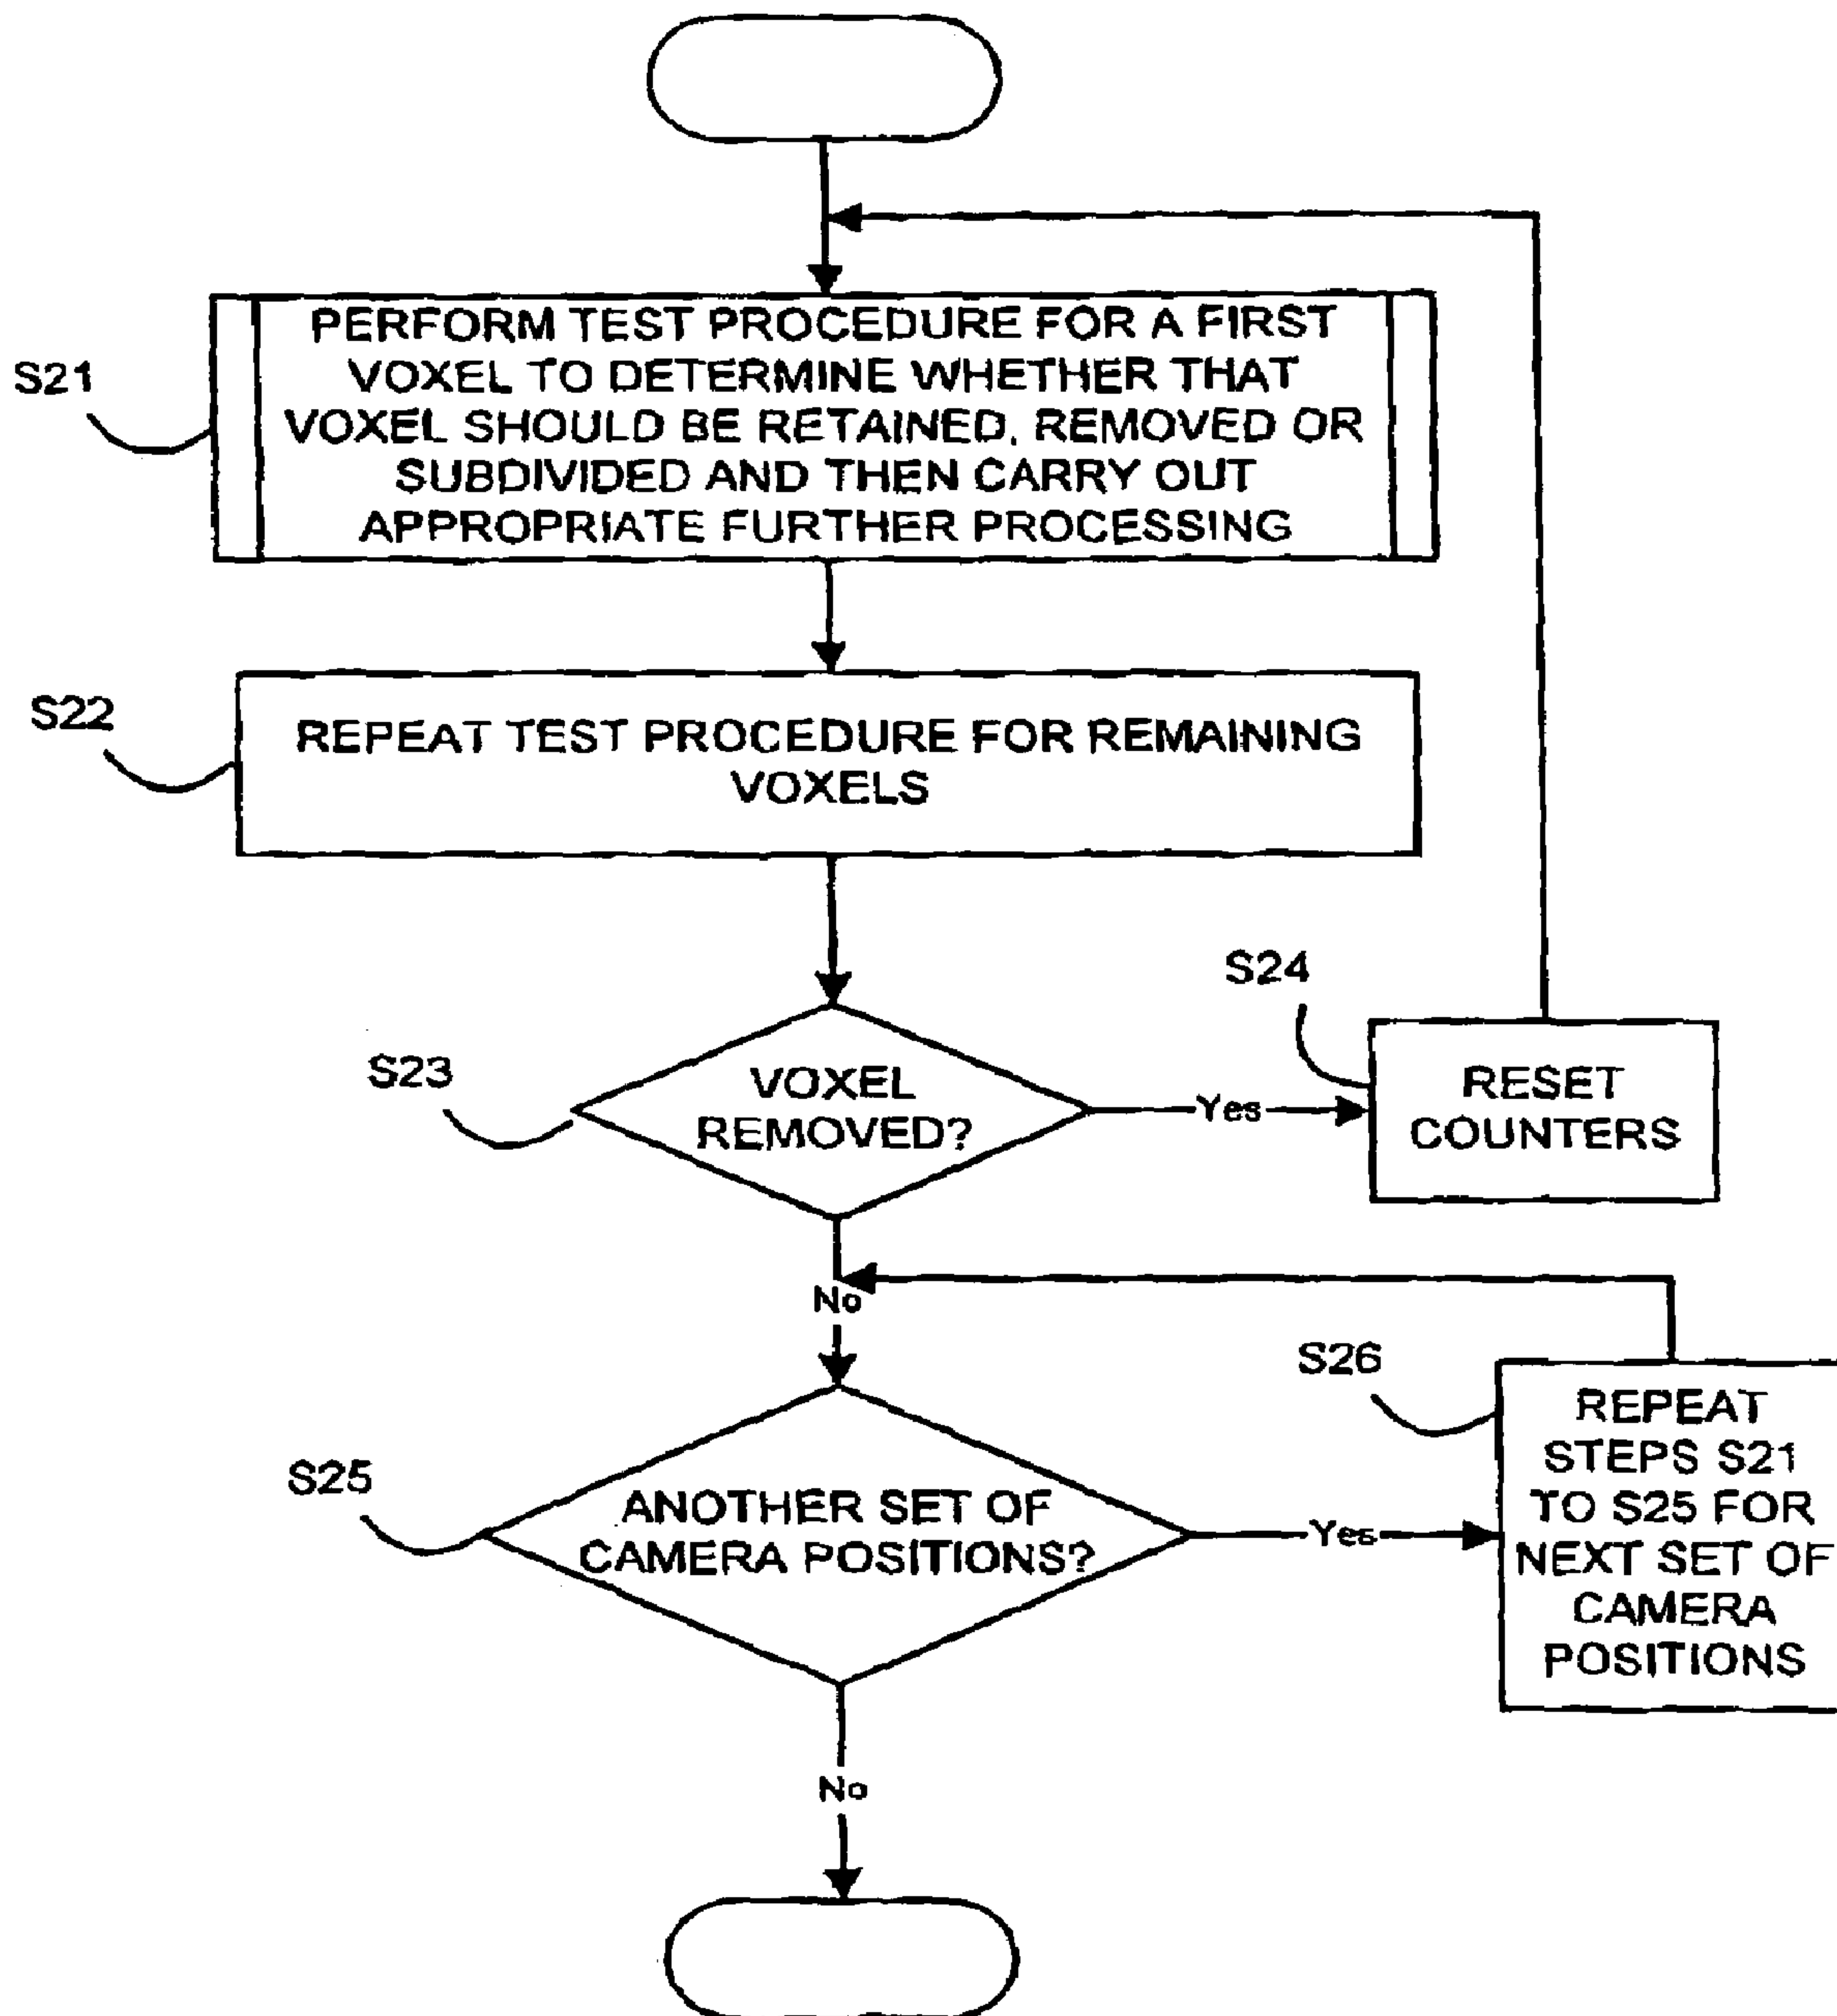 S21
PERFORM TEST PROCEDURE FOR A FIRST
VOXEL TO DETERMINE WHETHER THAT
VOXEL SHOULD BE RETAINED, REMOVED OR
SUBDIVIDED AND THEN CARRY OUT
APPROPRIATE FURTHER PROCESSING
S22
REPEAT TEST PROCEDURE FOR REMAINING
VOXELS
S23
VOXEL
REMOVED?
Yes
S24
RESET
COUNTERS
No
S25
ANOTHER SET OF
CAMERA POSITIONS?
Yes
S26
REPEAT
STEPS S21
TO S25 FOR
NEXT SET OF
CAMERA
POSITIONS
No